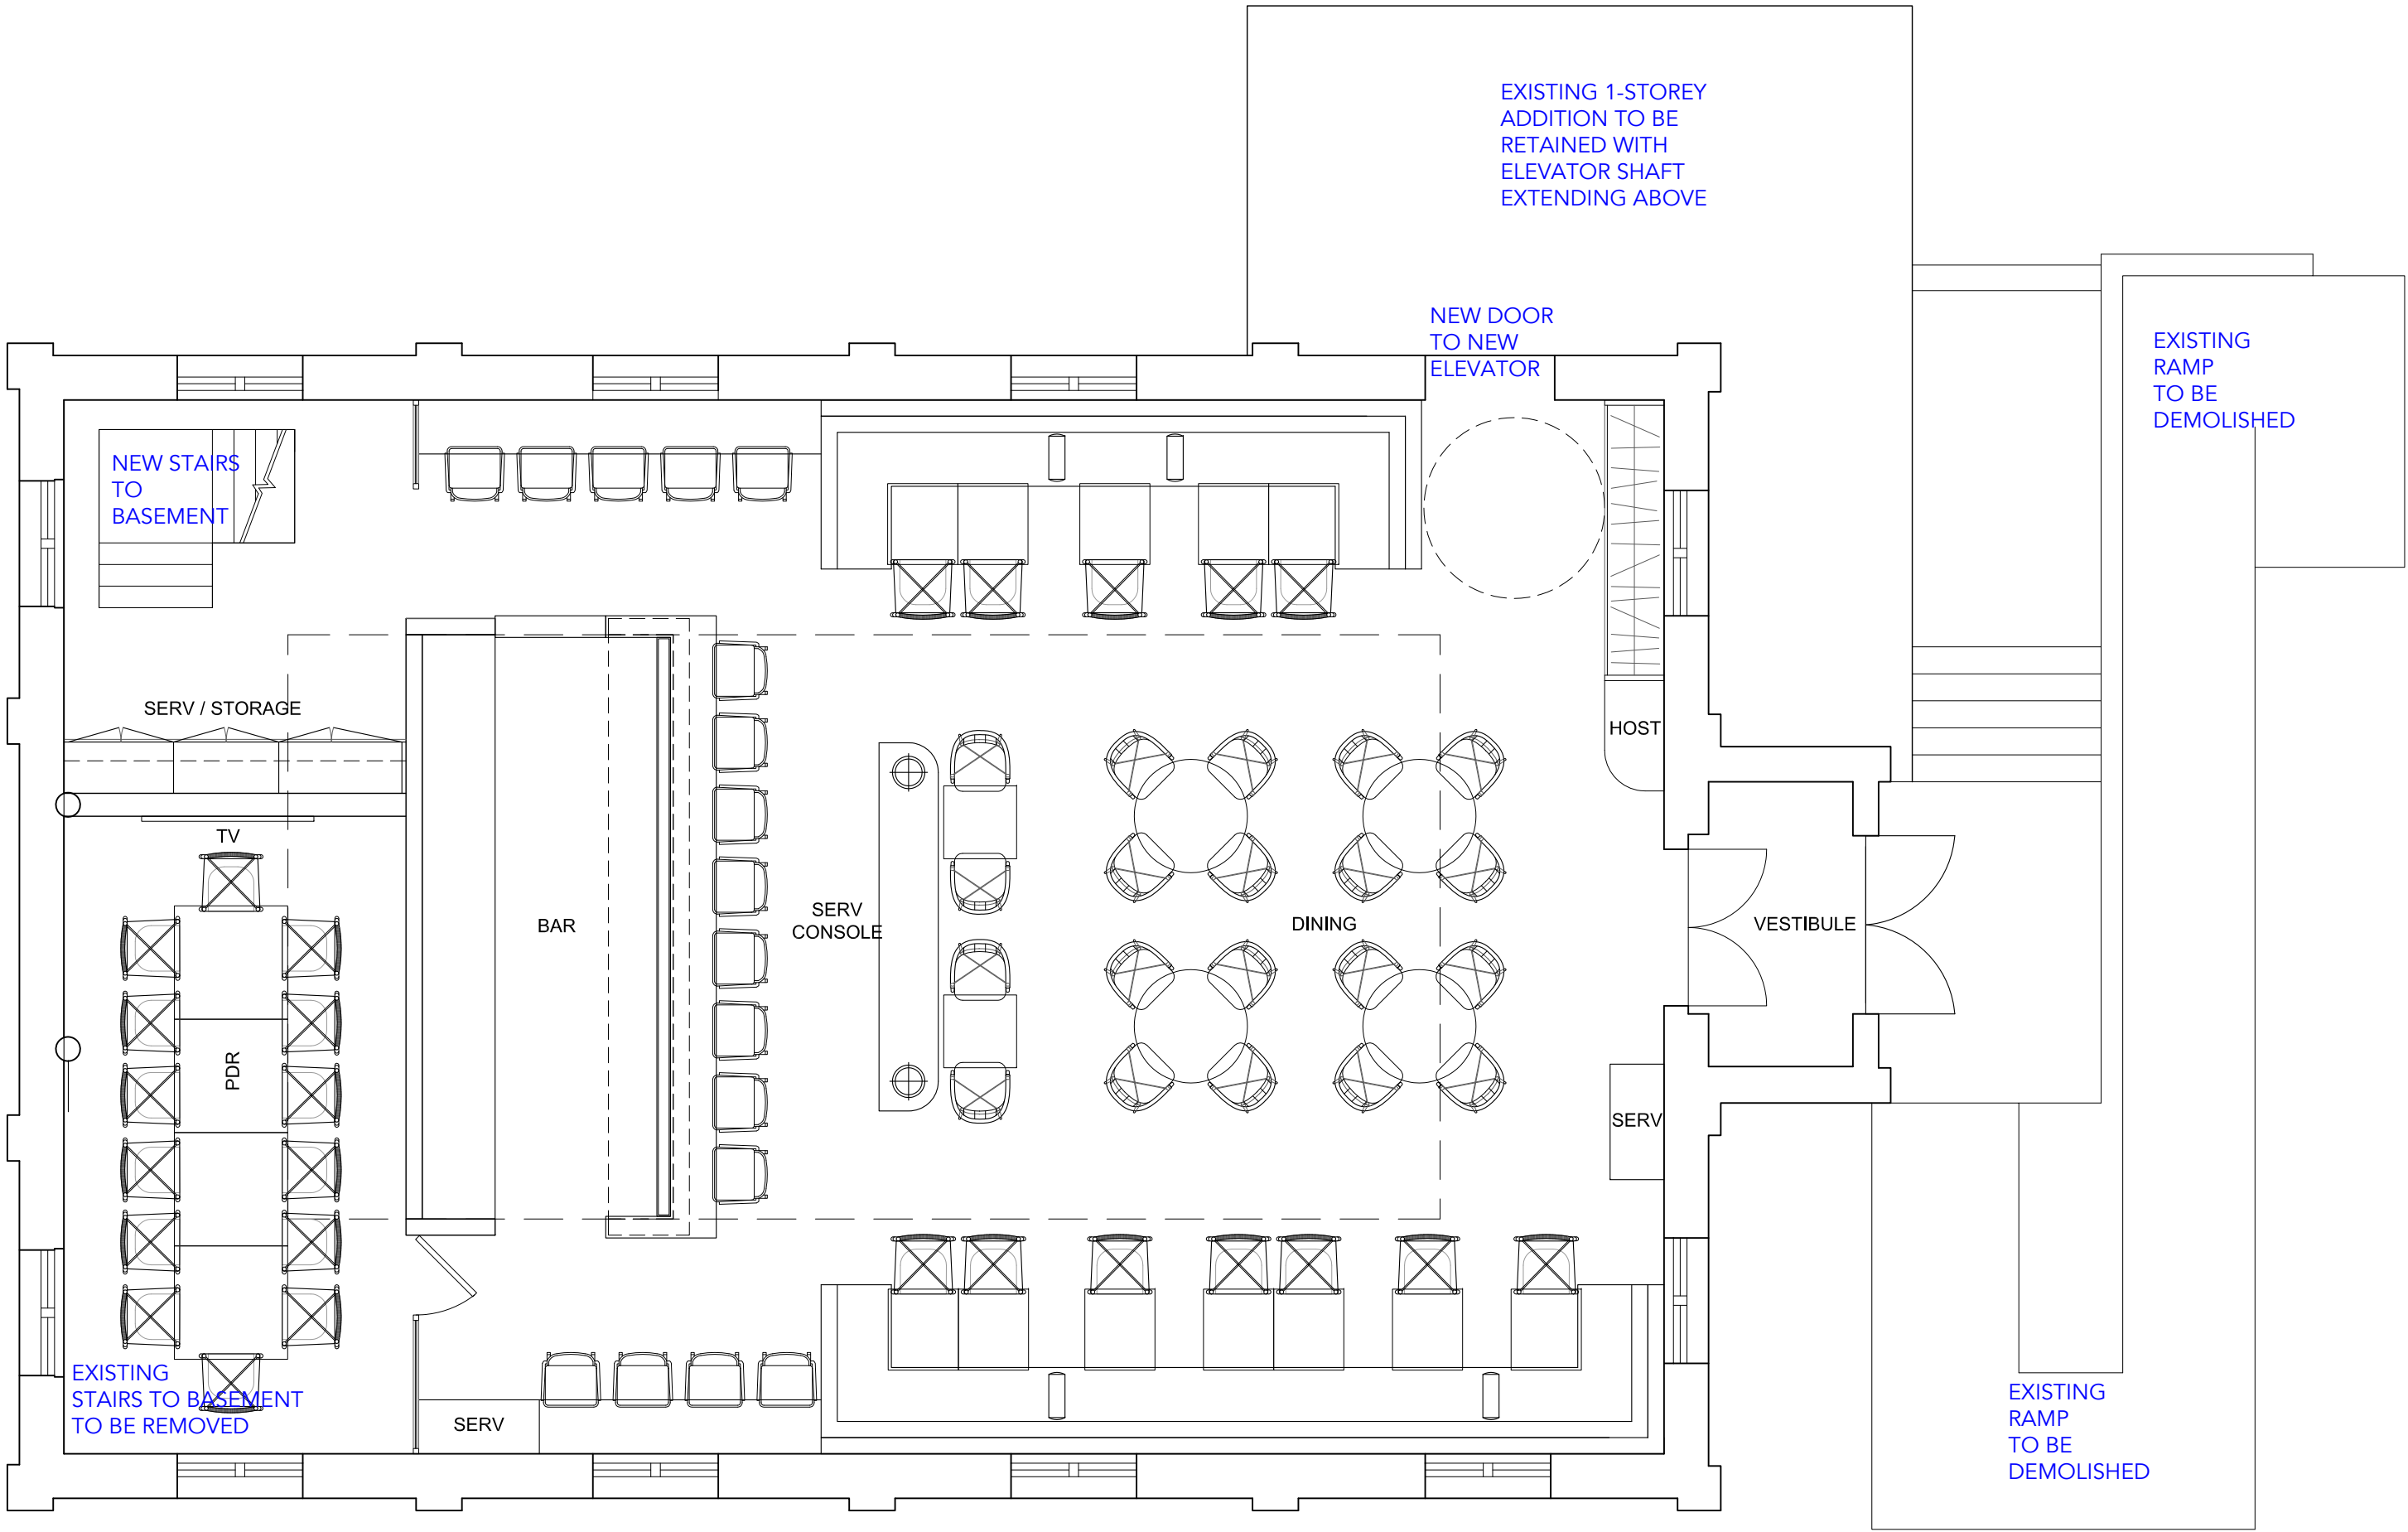 EXISTING 1-STOREY
ADDITION TO BE
RETAINED WITH
ELEVATOR SHAFT
EXTENDING ABOVE
NEW DOOR
TO NEW
ELEVATOR
EXISTING
RAMP
TO BE
DEMOLISHED
NEW STAIRS
TO
BASEMENT
SERV / STORAGE
HOST
TV
BAR
SERV
CONSOLE
DINING
VESTIBULE
PDR
SERV
EXISTING
STAIRS TO BASEMENT
TO BE REMOVED
SERV
EXISTING
RAMP
TO BE
DEMOLISHED